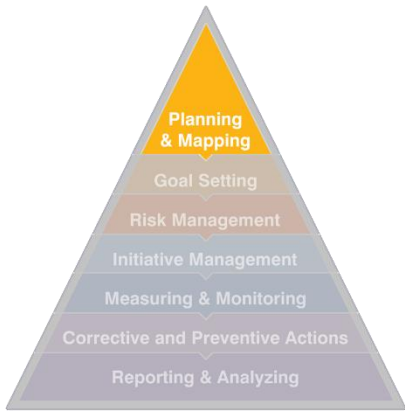 Planning
& Mapping
Goal Setting
Risk Management
Initiative Management
Measuring & Monitoring
Corrective and Preventive Actions
Reporting & Analyzing